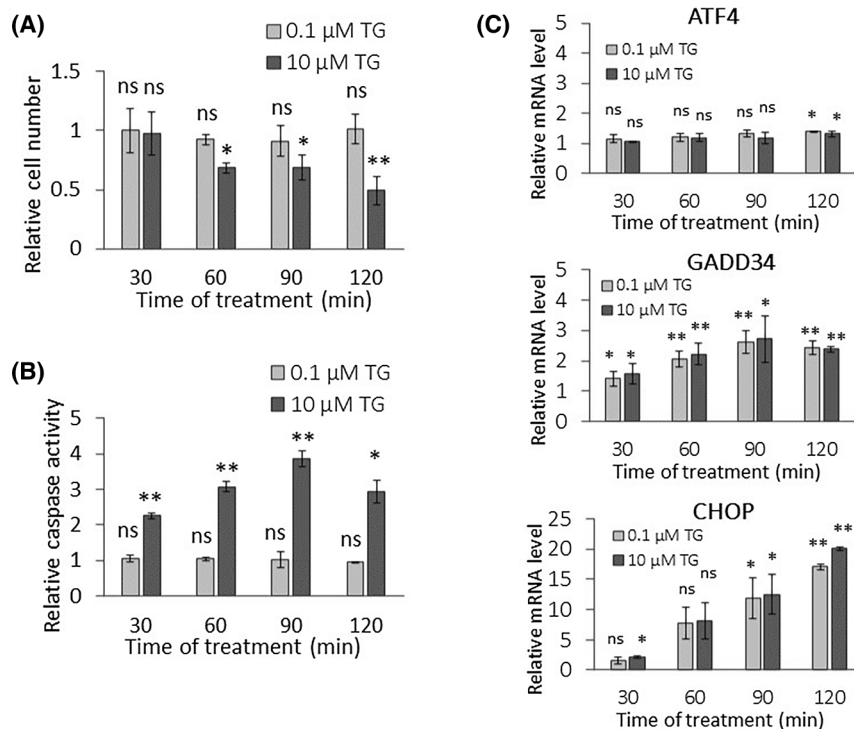 (A)
0.1 µM TG
10 µM TG
Relative cell number
1.5
1
0.5
0
ns ns ns * ns * ns **
30 60 90 120
Time of treatment (min)
(B)
0.1 µM TG
10 µM TG
Relative caspase activity
5
4
3
2
1
0
ns ** ns ** ns ** ns *
30 60 90 120
Time of treatment (min)
(C)
ATF4
0.1 µM TG
10 µM TG
Relative mRNA level
5
4
3
2
1
0
ns ns ns ns ns ns * *
30 60 90 120
Time of treatment (min)
GADD34
0.1 µM TG
10 µM TG
Relative mRNA level
5
4
3
2
1
0
* * ** ** ** * ** **
30 60 90 120
Time of treatment (min)
CHOP
0.1 µM TG
10 µM TG
Relative mRNA level
25
20
15
10
5
0
ns * ns ns * * ** **
30 60 90 120
Time of treatment (min)